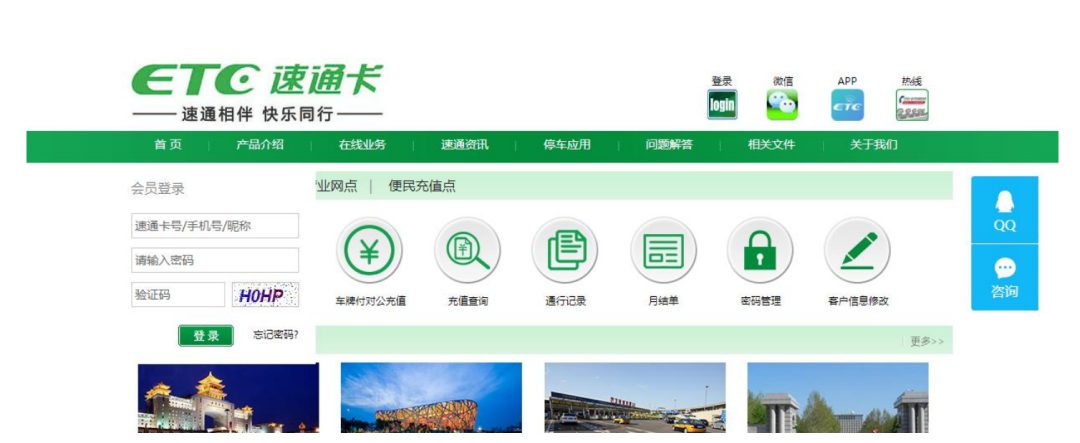 ETC 速通卡
速通相伴 快乐同行
登录 微信 APP 热线
login ETC
首页 产品介绍 在线业务 速通资讯 停车应用 问题解答 相关文件 关于我们
会员登录
业网点 | 便民充值点
速通卡号/手机号/昵称
请输入密码
验证码 H0HP
车牌付对公充值 充值查询 通行记录 月结单 密码管理 客户信息修改
登录 忘记密码?
更多>>
QQ
咨询